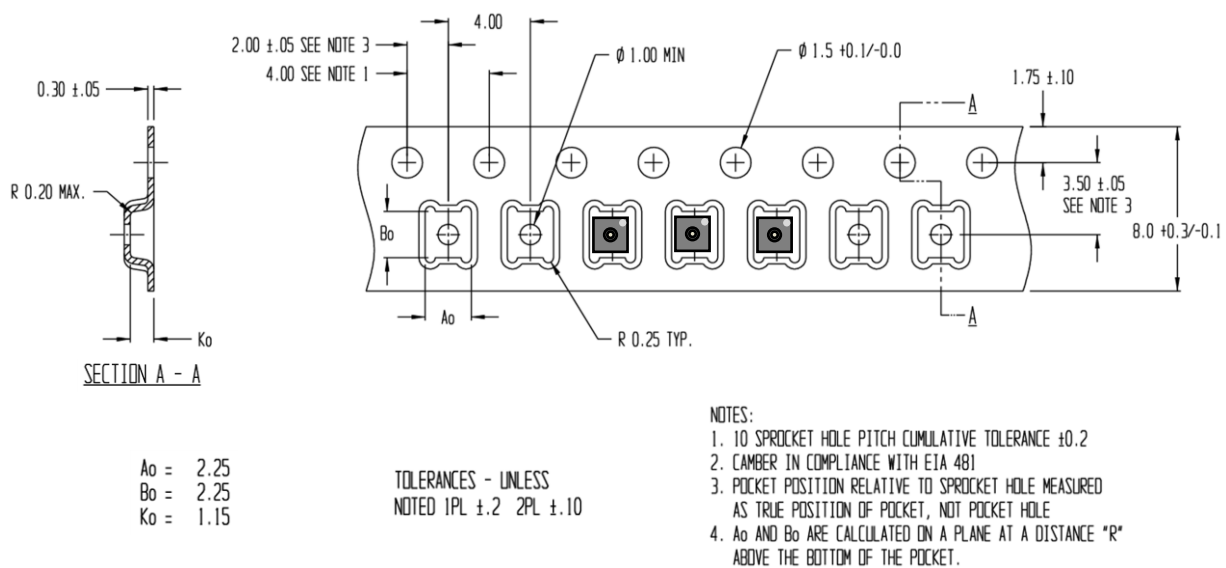 4.00
2.00 ±.05 SEE NOTE 3
4.00 SEE NOTE 1
Ø 1.00 MIN
Ø 1.5 +0.1/-0.0
1.75 ±.10
0.30 ±.05
A
R 0.20 MAX.
Bo
3.50 ±.05
SEE NOTE 3
8.0 +0.3/-0.1
Ao
A
Ko
R 0.25 TYP.
SECTION A - A
Ao = 2.25
Bo = 2.25
Ko = 1.15
TOLERANCES - UNLESS
NOTED 1PL ±.2 2PL ±.10
NOTES:
1. 10 SPROCKET HOLE PITCH CUMULATIVE TOLERANCE ±0.2
2. CAMBER IN COMPLIANCE WITH EIA 481
3. POCKET POSITION RELATIVE TO SPROCKET HOLE MEASURED
AS TRUE POSITION OF POCKET, NOT POCKET HOLE
4. Ao AND Bo ARE CALCULATED ON A PLANE AT A DISTANCE "R"
ABOVE THE BOTTOM OF THE POCKET.